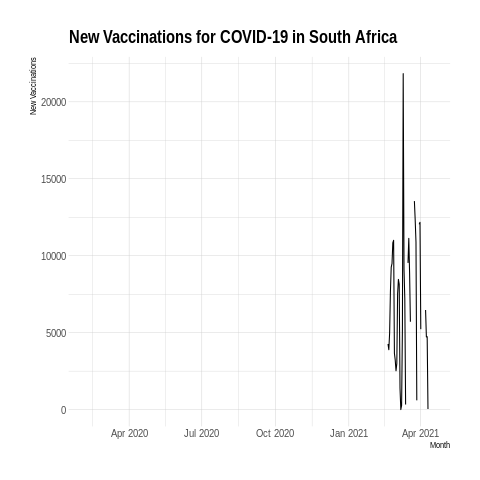 New Vaccinations for COVID-19 in South Africa
New Vaccinations
20000
15000
10000
5000
0
Apr 2020 Jul 2020 Oct 2020 Jan 2021 Apr 2021
Month